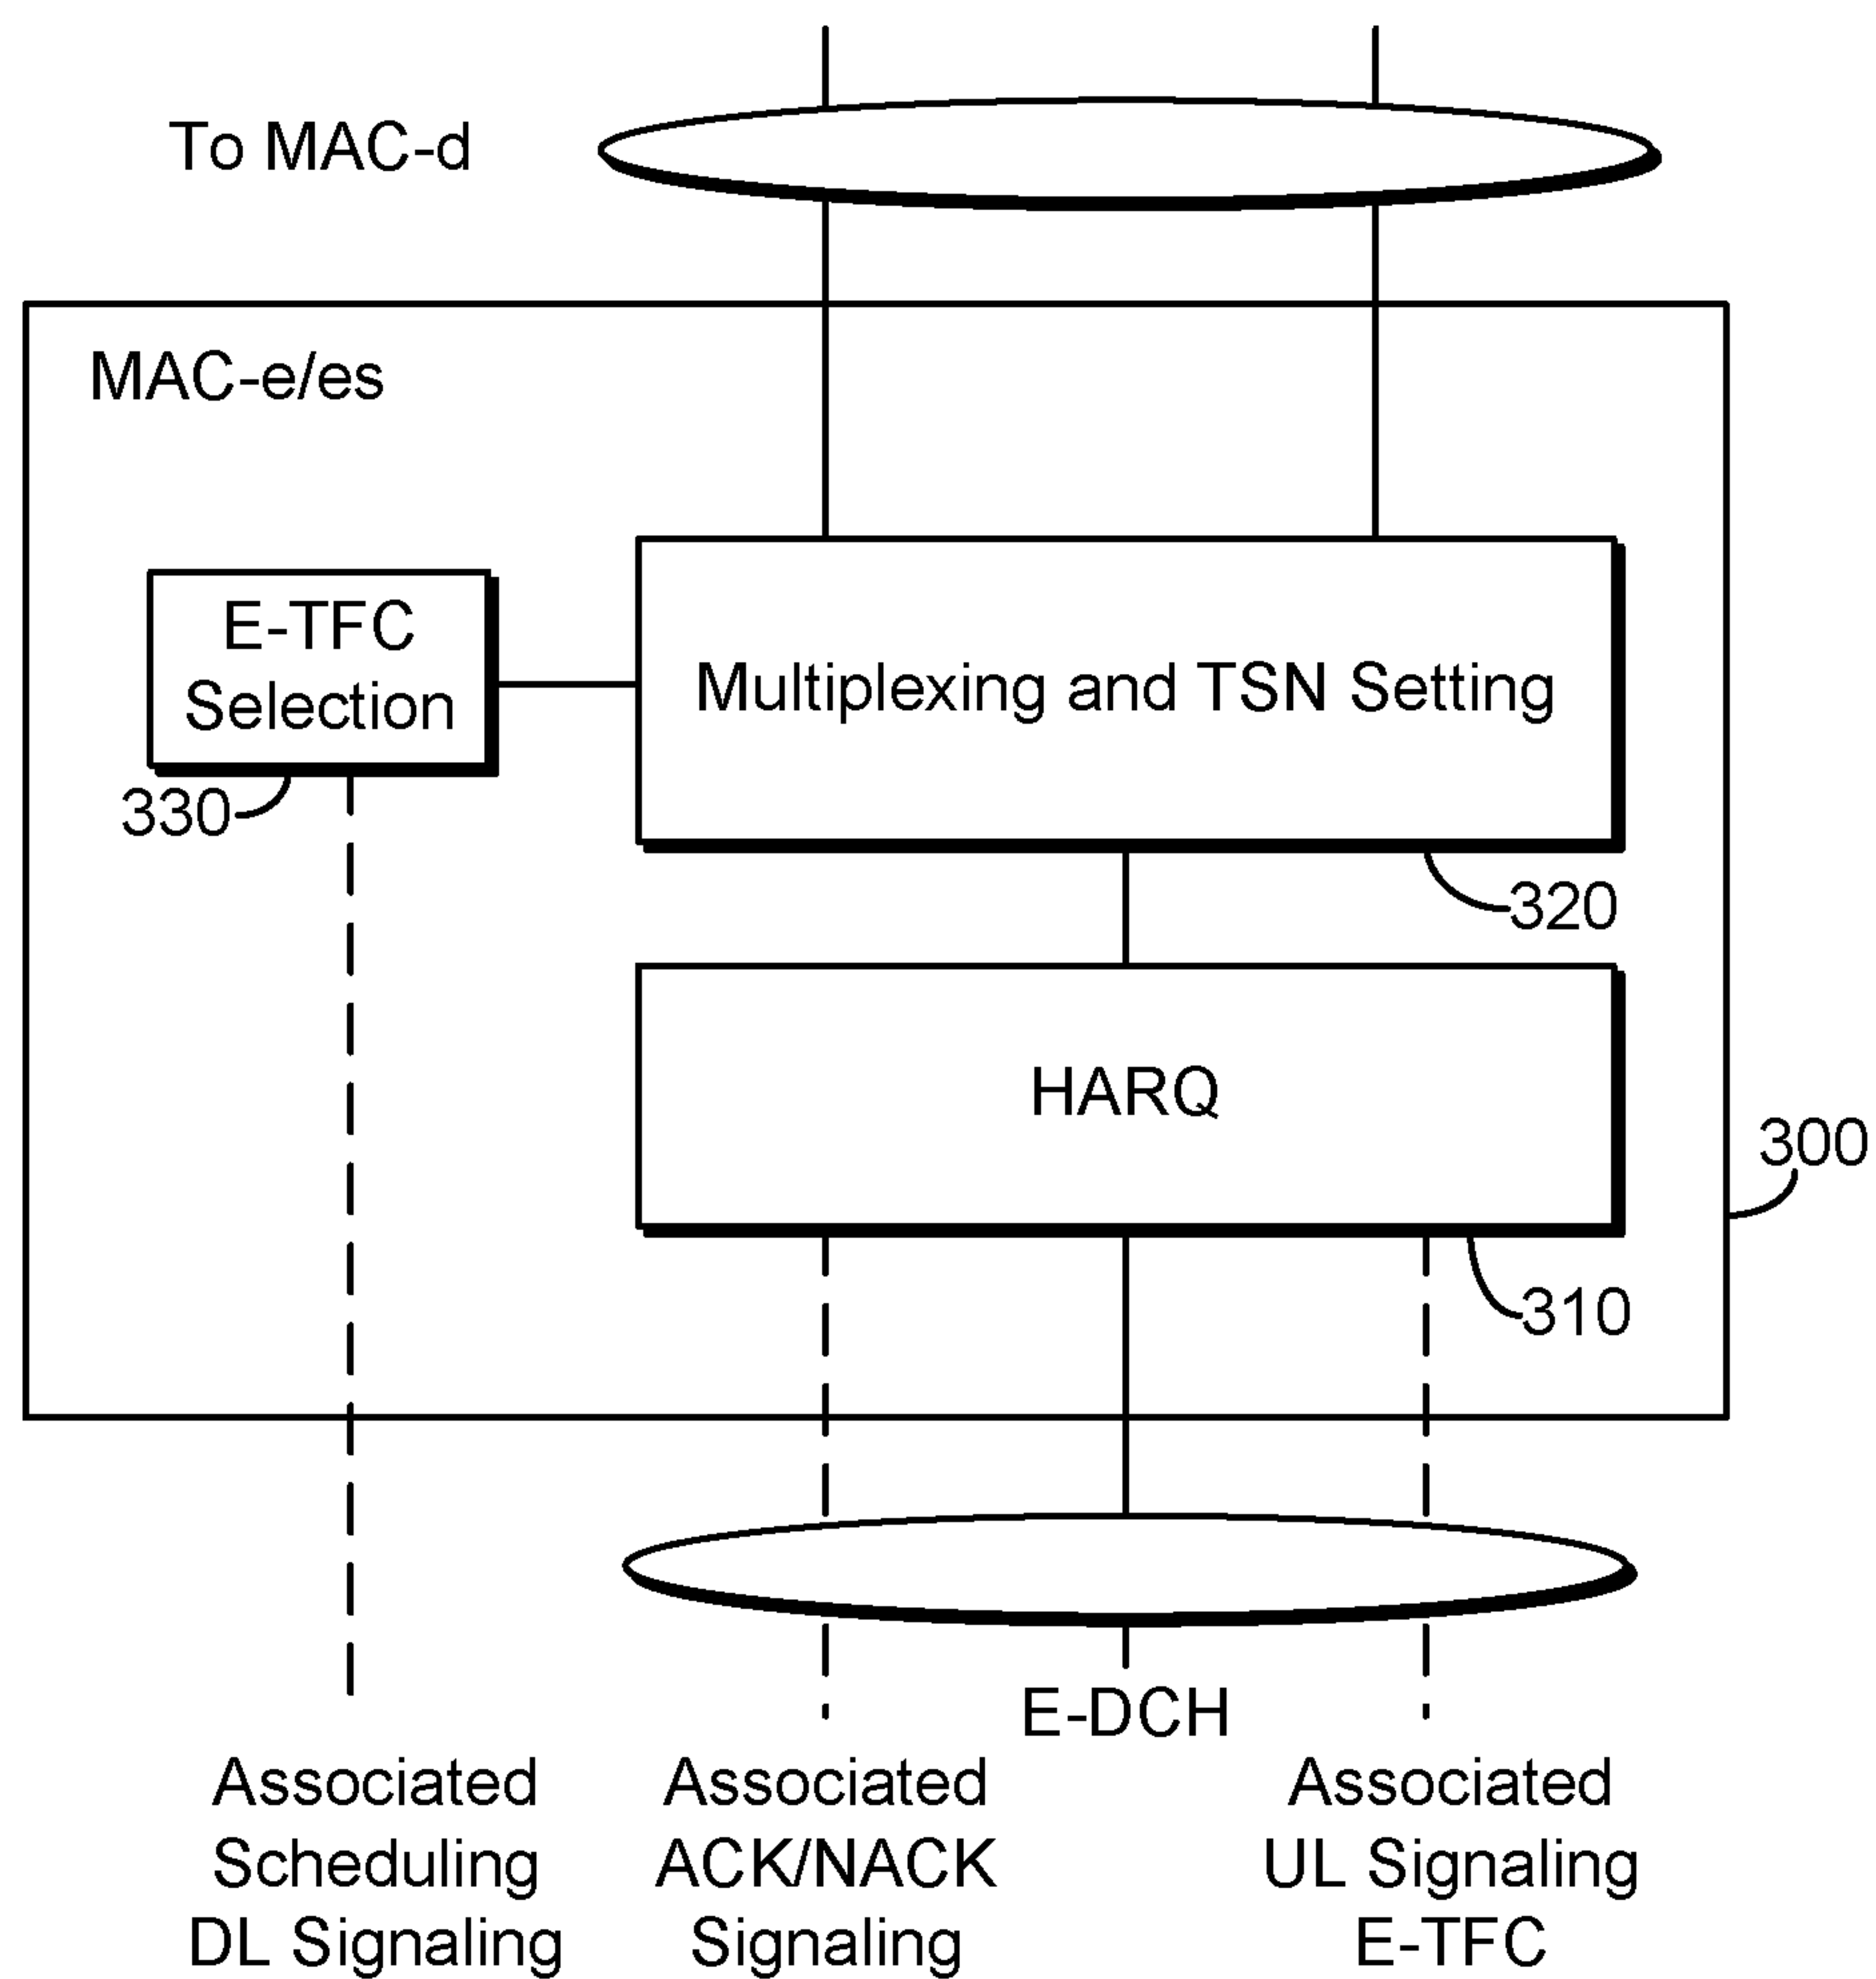 To MAC-d
MAC-e/es
E-TFC
Selection
Multiplexing and TSN Setting
330
320
HARQ
300
310
E-DCH
Associated
Scheduling
DL Signaling
Associated
ACK/NACK
Signaling
Associated
UL Signaling
E-TFC